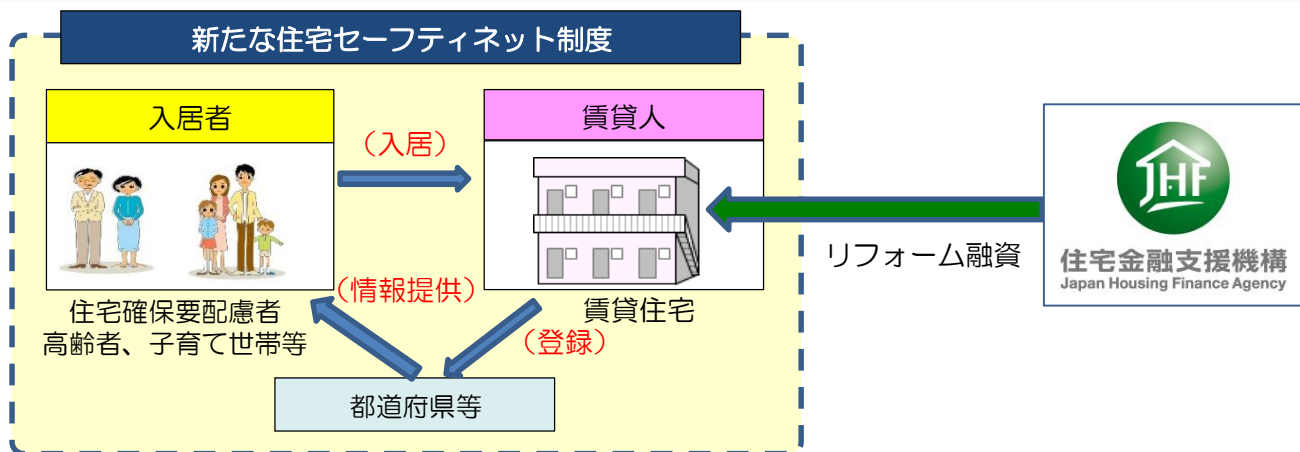 新たな住宅セーフティネット制度
入居者
（入居）
賃貸人
JHF
住宅金融支援機構
Japan Housing Finance Agency
リフォーム融資
（情報提供）
住宅確保要配慮者
高齢者、子育て世帯等
賃貸住宅
（登録）
都道府県等